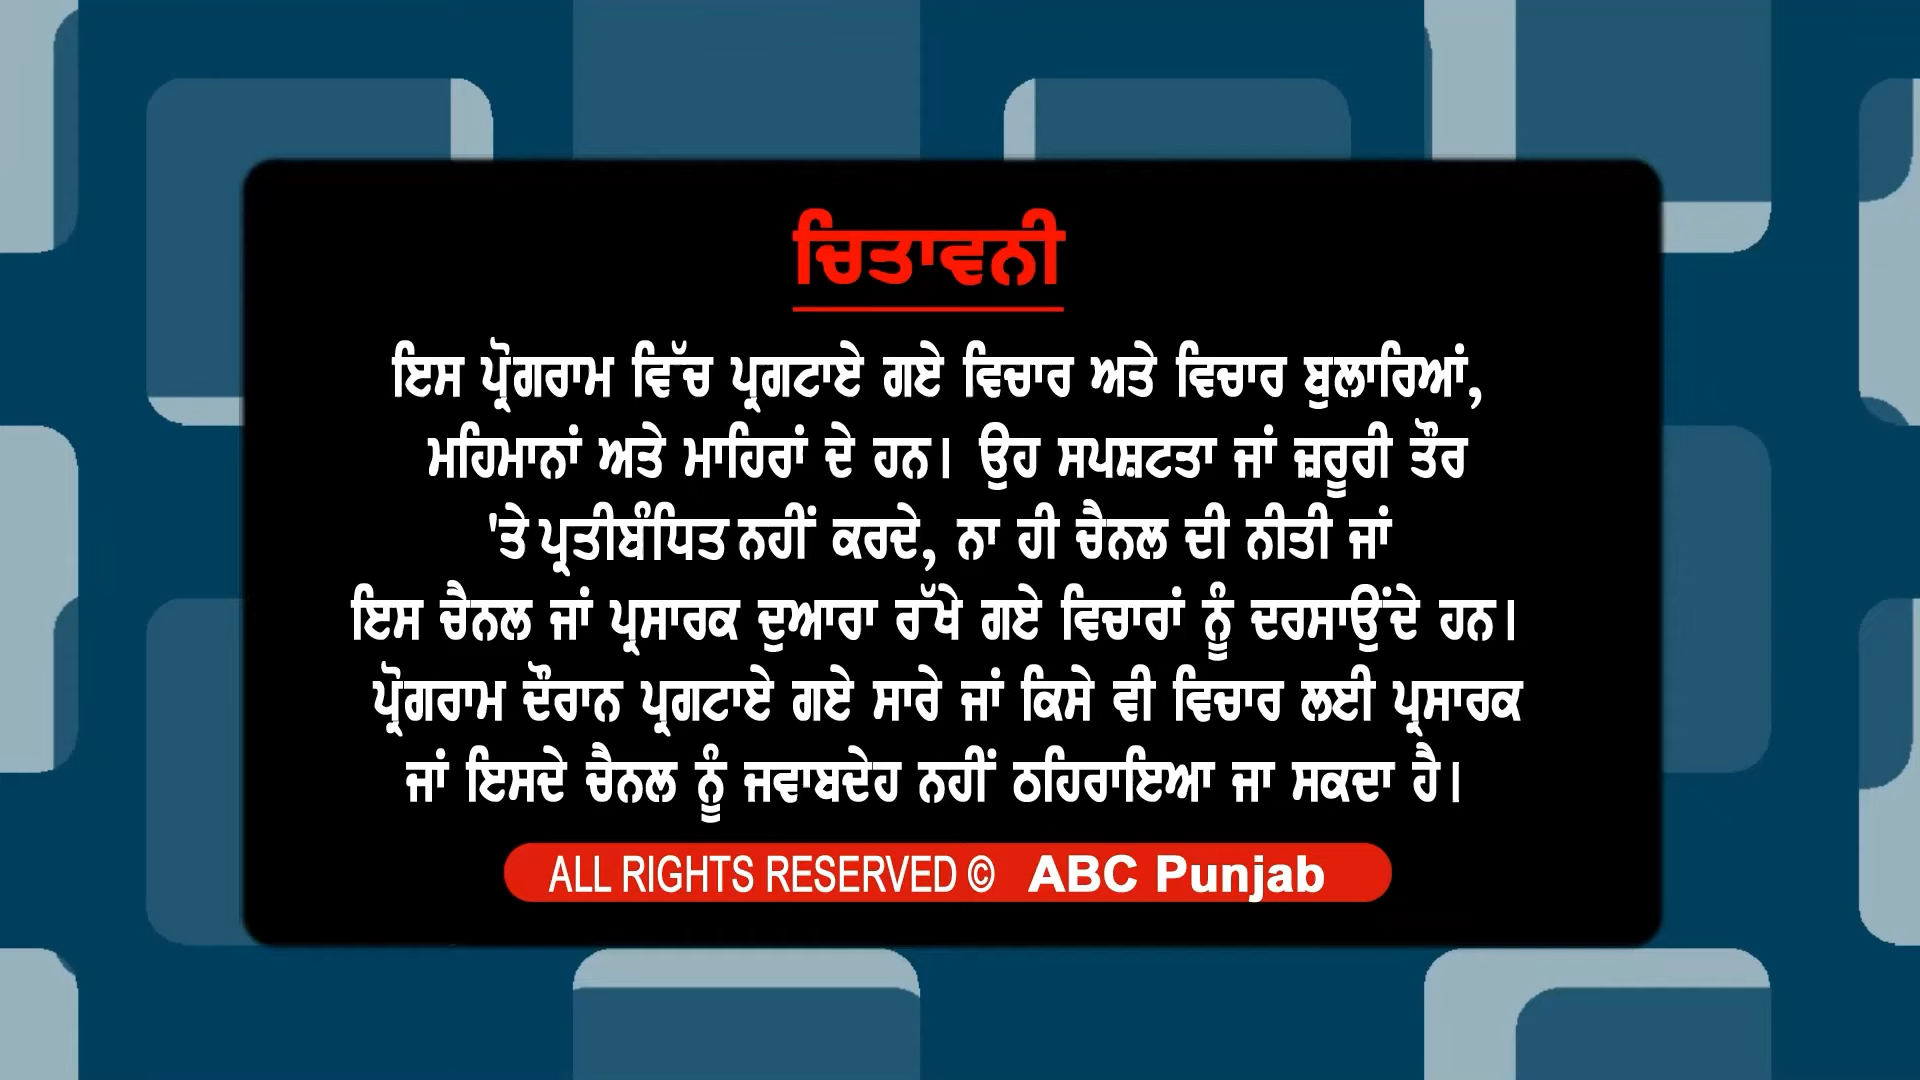 ਚਿਤਾਵਨੀ
ਇਸ ਪ੍ਰੋਗਰਾਮ ਵਿੱਚ ਪ੍ਰਗਟਾਏ ਗਏ ਵਿਚਾਰ ਅਤੇ ਵਿਚਾਰ ਬੁਲਾਰਿਆਂ,
ਮਹਿਮਾਨਾਂ ਅਤੇ ਮਾਹਿਰਾਂ ਦੇ ਹਨ। ਉਹ ਸਪਸ਼ਟਤਾ ਜਾਂ ਜ਼ਰੂਰੀ ਤੌਰ
'ਤੇ ਪ੍ਰਤੀਬੰਧਿਤ ਨਹੀਂ ਕਰਦੇ, ਨਾ ਹੀ ਚੈਨਲ ਦੀ ਨੀਤੀ ਜਾਂ
ਇਸ ਚੈਨਲ ਜਾਂ ਪ੍ਰਸਾਰਕ ਦੁਆਰਾ ਰੱਖੇ ਗਏ ਵਿਚਾਰਾਂ ਨੂੰ ਦਰਸਾਉਂਦੇ ਹਨ।
ਪ੍ਰੋਗਰਾਮ ਦੌਰਾਨ ਪ੍ਰਗਟਾਏ ਗਏ ਸਾਰੇ ਜਾਂ ਕਿਸੇ ਵੀ ਵਿਚਾਰ ਲਈ ਪ੍ਰਸਾਰਕ
ਜਾਂ ਇਸਦੇ ਚੈਨਲ ਨੂੰ ਜਵਾਬਦੇਹ ਨਹੀਂ ਠਹਿਰਾਇਆ ਜਾ ਸਕਦਾ ਹੈ।
ALL RIGHTS RESERVED © ABC Punjab